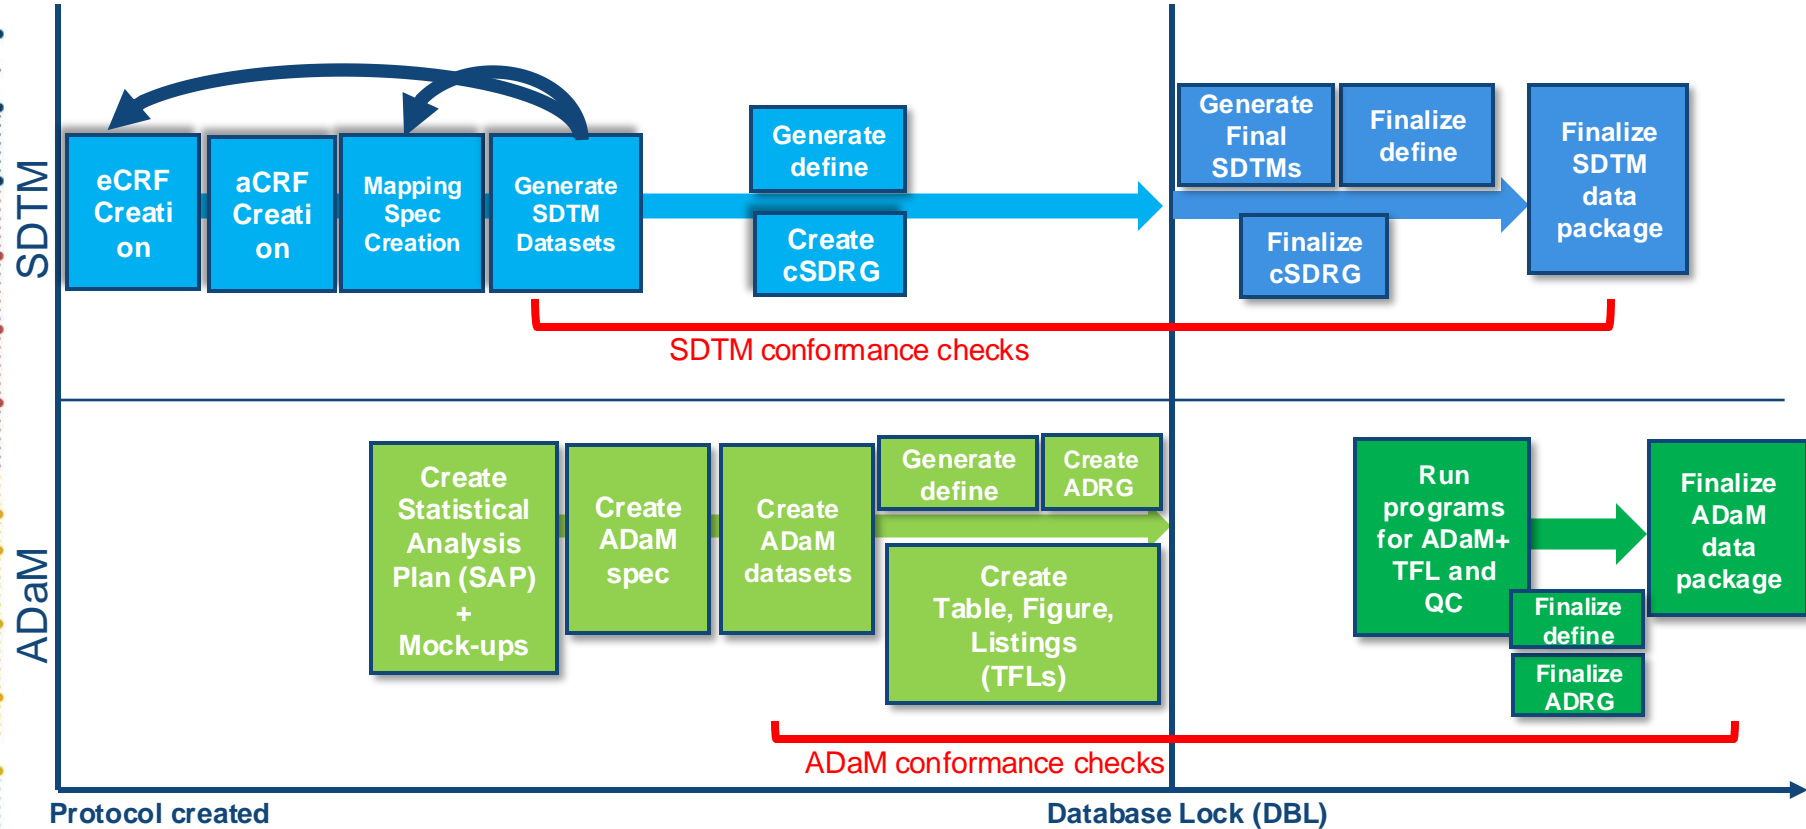 SDTM
eCRF
Creati
on
aCRF
Creati
on
Mapping
Spec
Creation
Generate
SDTM
Datasets
Generate
define
Create
cSDRG
Generate
Final
SDTMs
Finalize
define
Finalize
cSDRG
Finalize
SDTM
data
package
SDTM conformance checks
ADaM
Create
Statistical
Analysis
Plan (SAP)
+
Mock-ups
Create
ADaM
spec
Create
ADaM
datasets
Generate
define
Create
ADRG
Create
Table, Figure,
Listings
(TFLs)
Run
programs
for ADaM+
TFL and
QC
Finalize
define
Finalize
ADRG
Finalize
ADaM
data
package
ADaM conformance checks
Protocol created
Database Lock (DBL)